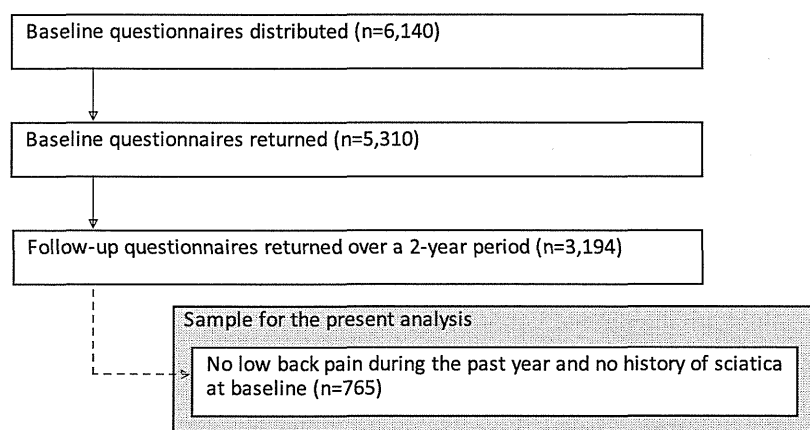 Baseline questionnaires distributed (n=6,140)
Baseline questionnaires returned (n=5,310)
Follow-up questionnaires returned over a 2-year period (n=3,194)
Sample for the present analysis
No low back pain during the past year and no history of sciatica
at baseline (n=765)